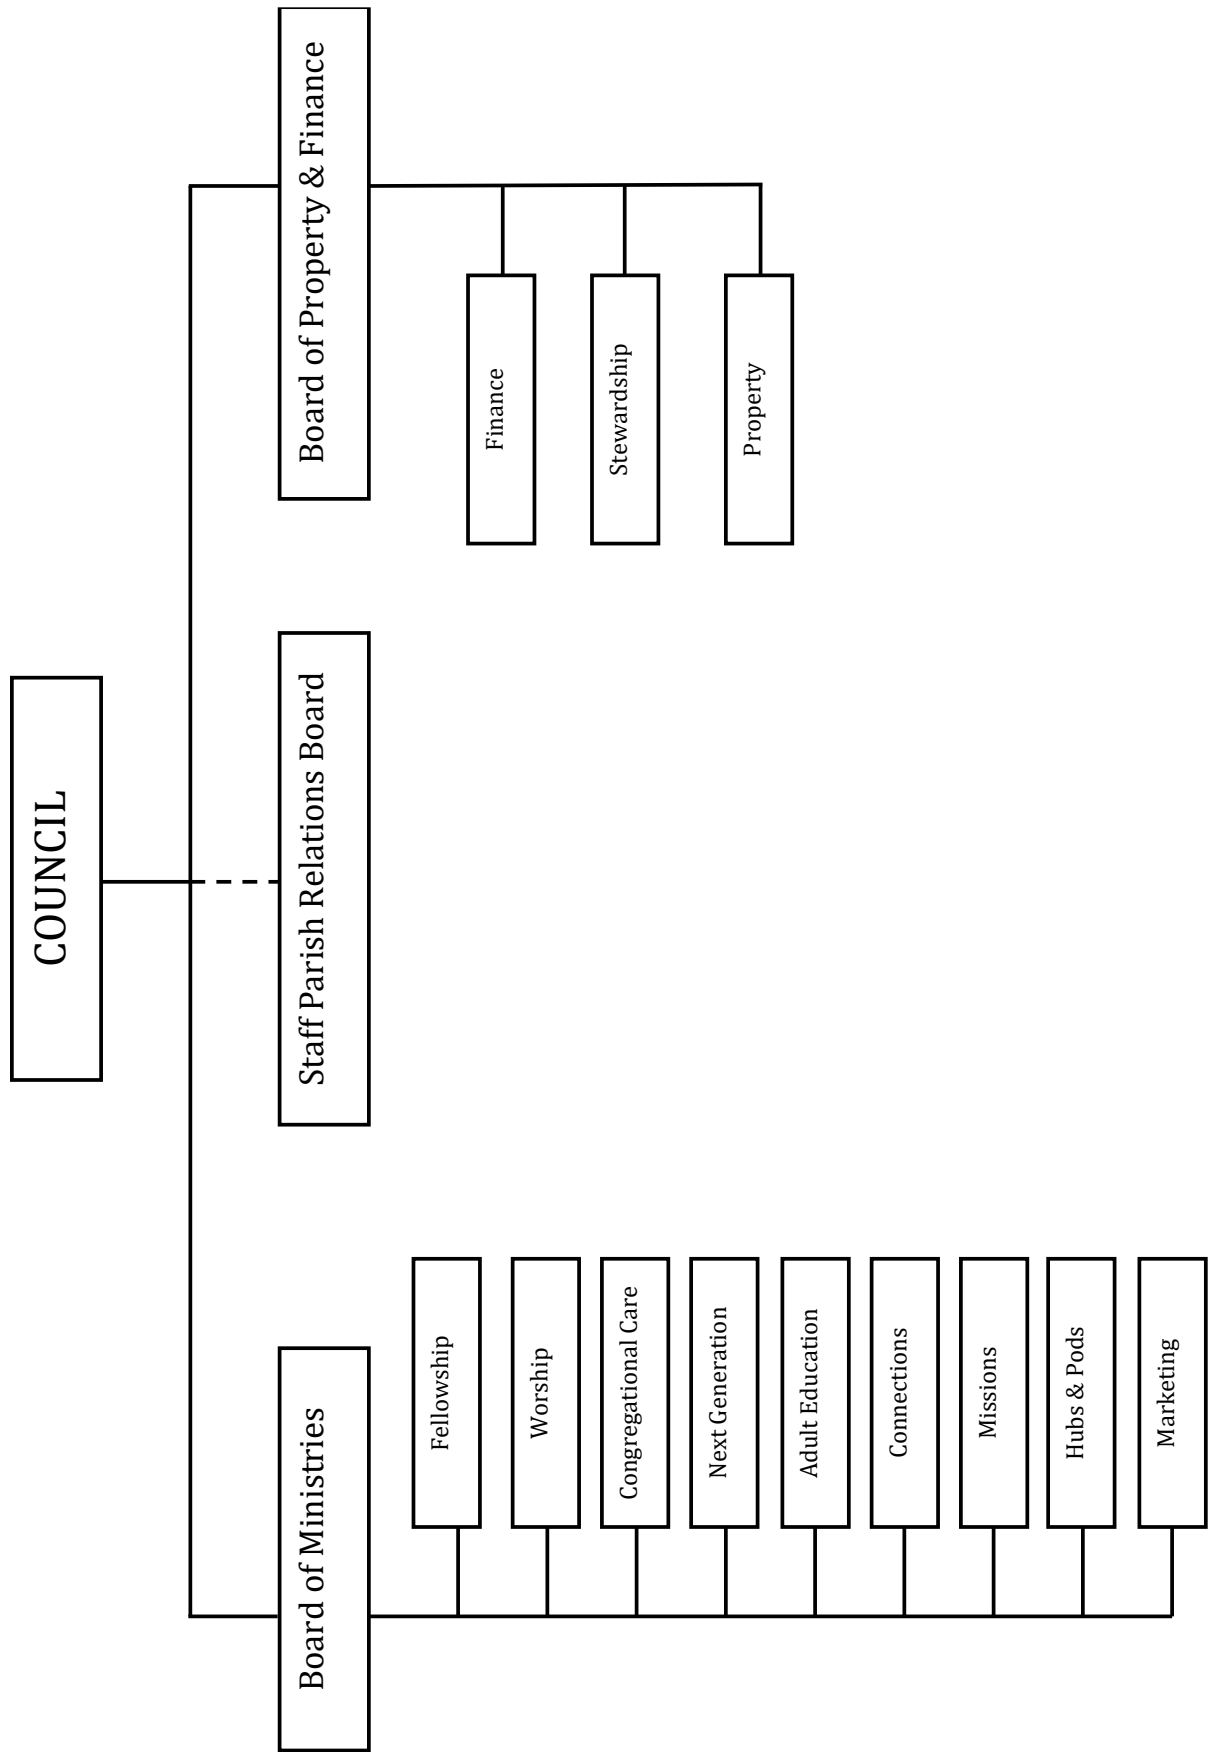 COUNCIL
Board of Ministries
Staff Parish Relations Board
Board of Property & Finance
Fellowship
Worship
Congregational Care
Next Generation
Adult Education
Connections
Missions
Hubs & Pods
Marketing
Finance
Stewardship
Property